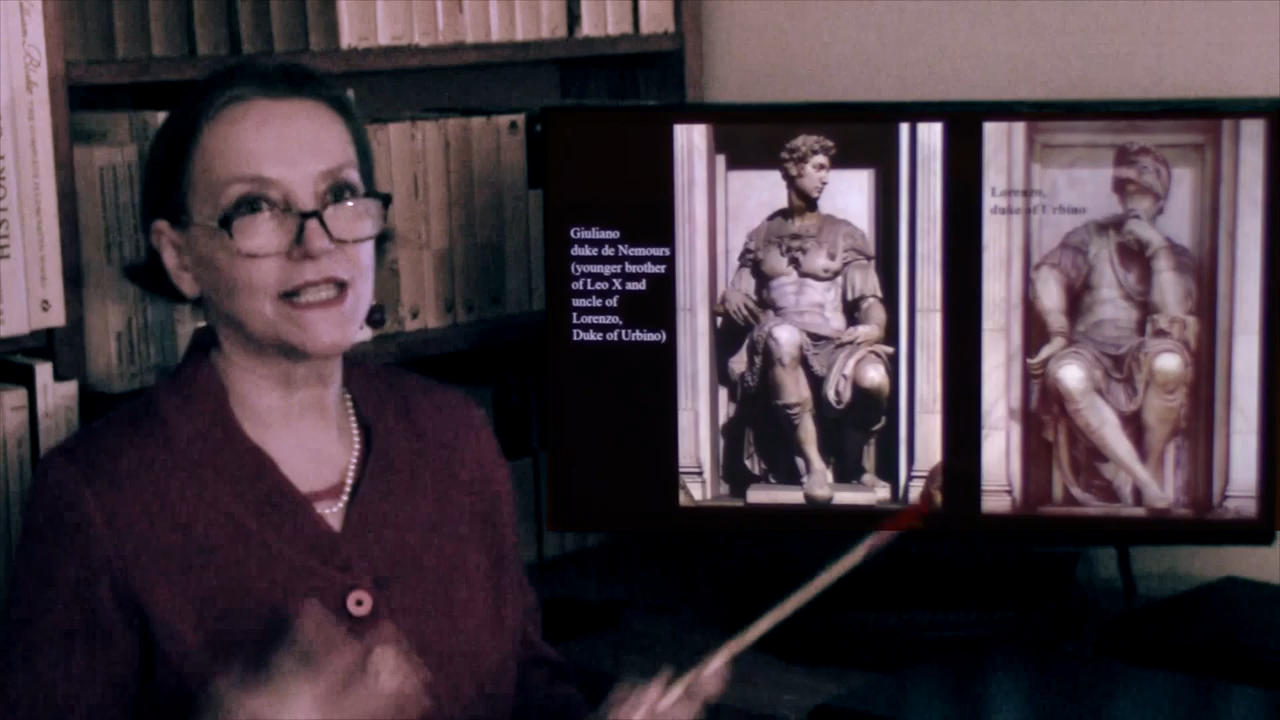 HISTORY
Giuliano
duke de Nemours
(younger brother
of Leo X and
uncle of
Lorenzo,
Duke of Urbino)
Lorenzo,
duke of Urbino